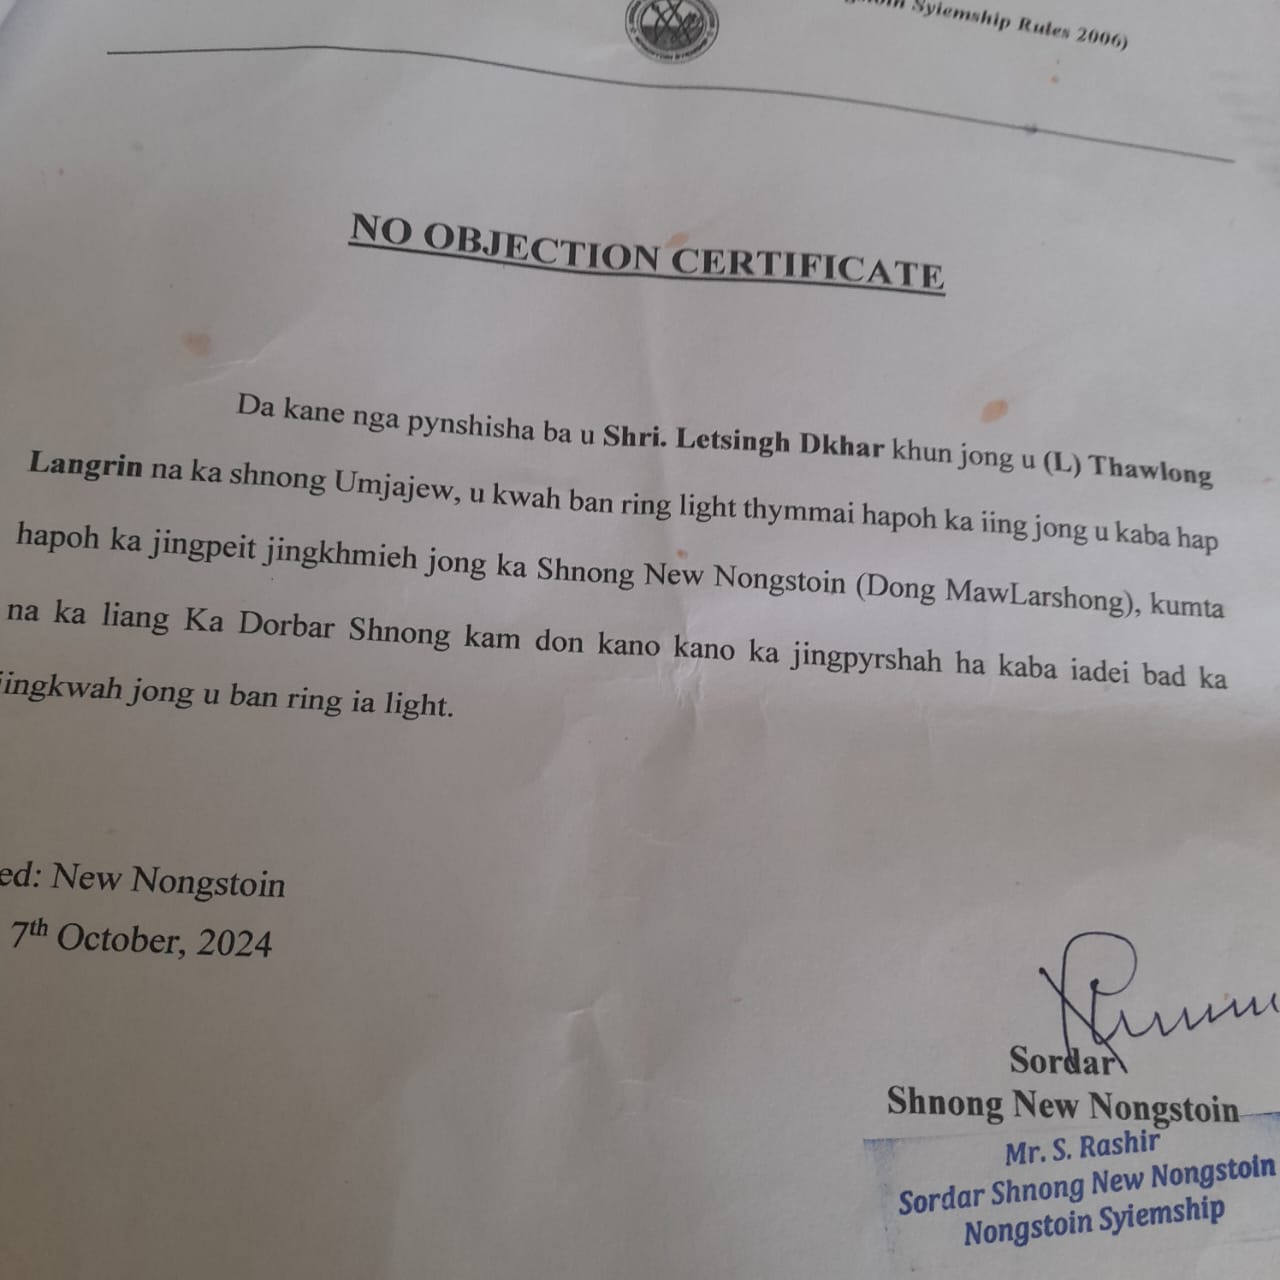 Syiemship Rules 2006)
NO OBJECTION CERTIFICATE
Da kane nga pynshisha ba u Shri. Letsingh Dkhar khun jong u (L) Thawlong
Langrin na ka shnong Umjajew, u kwah ban ring light thymmai hapoh ka iing jong u kaba hap
hapoh ka jingpeit jingkhmieh jong ka Shnong New Nongstoin (Dong MawLarshong), kumta
na ka liang Ka Dorbar Shnong kam don kano kano ka jingpyrshah ha kaba iadei bad ka
jingkwah jong u ban ring ia light.
ed: New Nongstoin
7th October, 2024
Sordar
Shnong New Nongstoin
Mr. S. Rashir
Sordar Shnong New Nongstoin
Nongstoin Syiemship